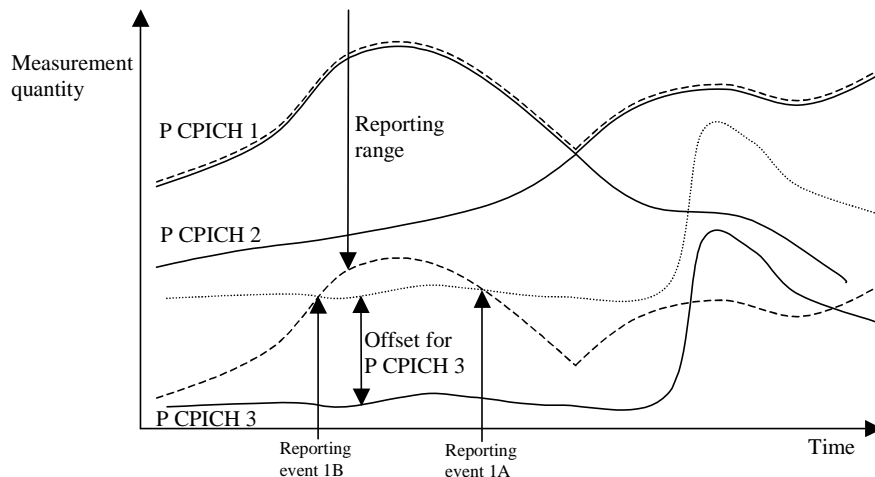 Measurement
quantity
P CPICH 1
Reporting
range
P CPICH 2
Offset for
P CPICH 3
P CPICH 3
Time
Reporting
event 1B
Reporting
event 1A